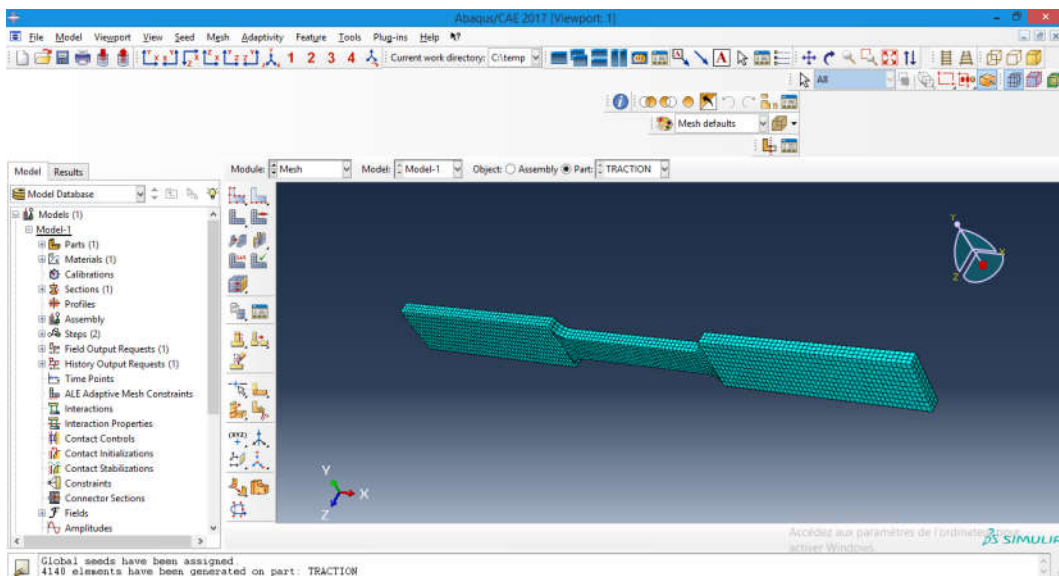 Abaqus/CAE 2017 [Viewport: 1]
File Model Viewport View Seed Mesh Adaptivity Feature Tools Plug-ins Help
1 2 3 4 Current work directory: C:\temp
All
Mesh defaults
Model Results
Module: Mesh Model: Model-1 Object: Assembly Part: TRACTION
Model Database
Models (1)
Model-1
Parts (1)
Materials (1)
Calibrations
Sections (1)
Profiles
Assembly
Steps (2)
Field Output Requests (1)
History Output Requests (1)
Time Points
ALE Adaptive Mesh Constraints
Interactions
Interaction Properties
Contact Controls
Contact Initializations
Contact Stabilizations
Constraints
Connector Sections
Fields
Amplitudes
(XYZ)
Y
X
Z
Y
X
Z
Accédez aux paramètres de l'ordinateur pour
activer Windows.
SIMULIA
Global seeds have been assigned.
4140 elements have been generated on part: TRACTION